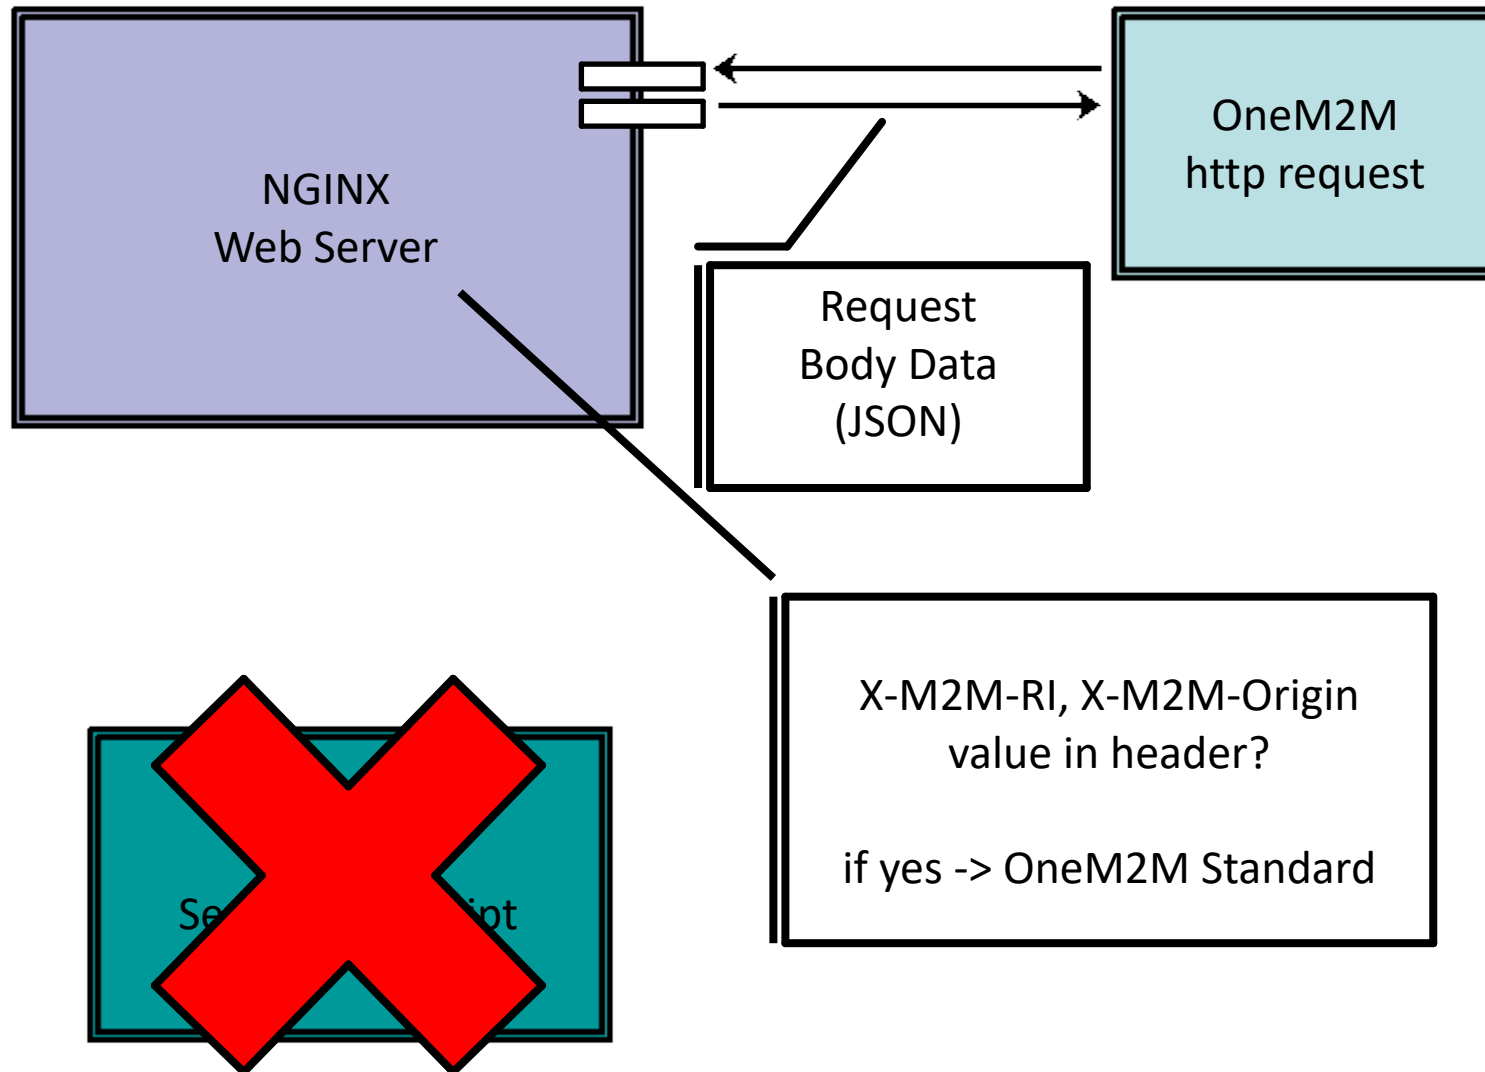 NGINX
Web Server
OneM2M
http request
Request
Body Data
(JSON)
X-M2M-RI, X-M2M-Origin
value in header?
if yes -> OneM2M Standard